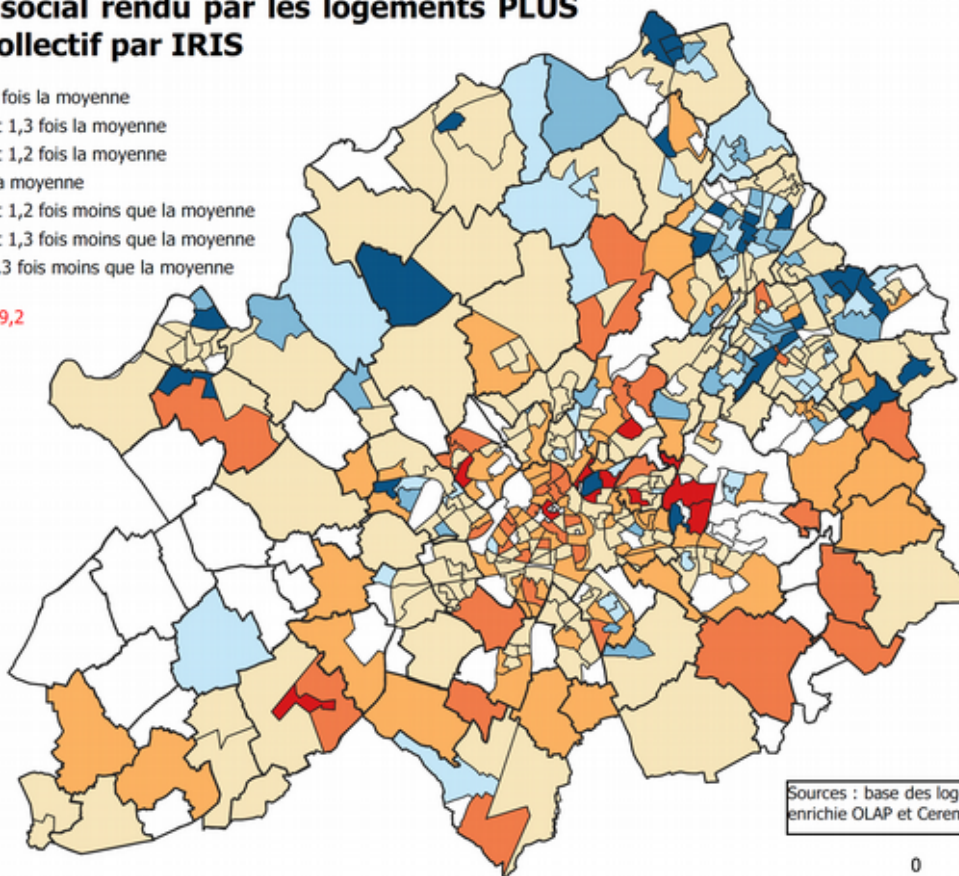 social rendu par les logements PLUS
ollectif par IRIS
fois la moyenne
1,3 fois la moyenne
1,2 fois la moyenne
a moyenne
1,2 fois moins que la moyenne
1,3 fois moins que la moyenne
,3 fois moins que la moyenne
9,2
Sources : base des log
enrichie OLAP et Ceren
0